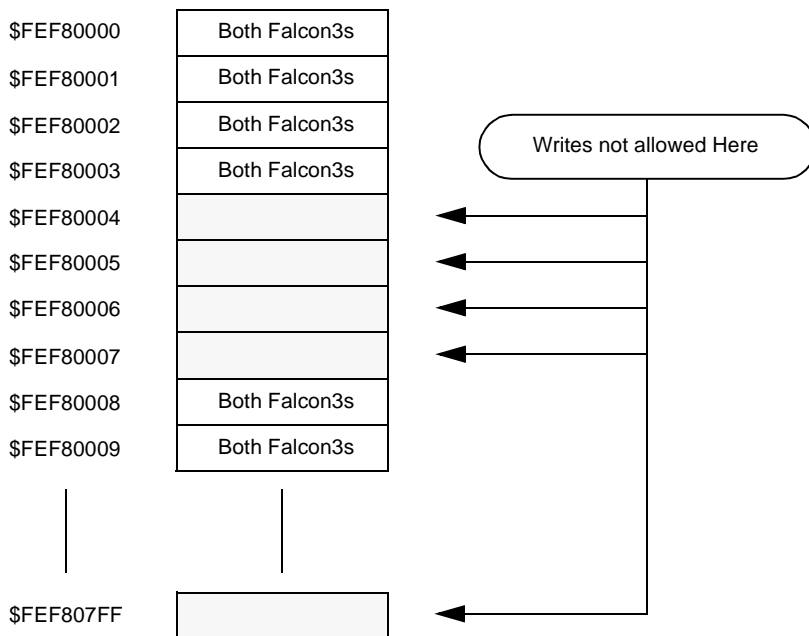 $FEF80000 Both Falcon3s
$FEF80001 Both Falcon3s
$FEF80002 Both Falcon3s
Writes not allowed Here
$FEF80003 Both Falcon3s
$FEF80004
$FEF80005
$FEF80006
$FEF80007
$FEF80008 Both Falcon3s
$FEF80009 Both Falcon3s
$FEF807FF